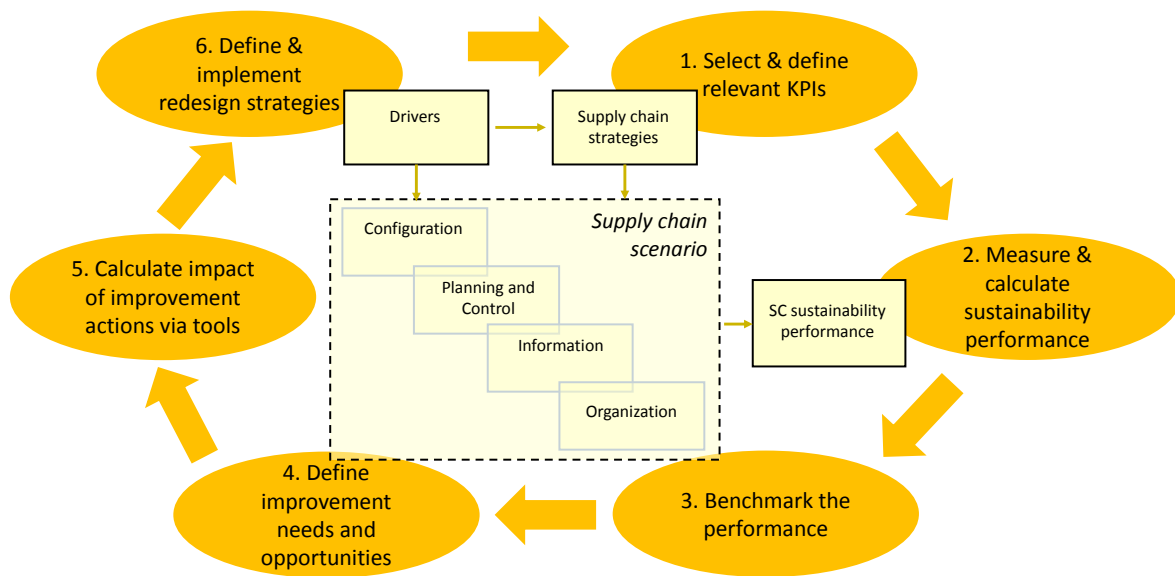 6. Define &
implement
redesign strategies
1. Select & define
relevant KPIs
Drivers
Supply chain
strategies
Supply chain
scenario
Configuration
Planning and
Control
Information
Organization
SC sustainability
performance
2. Measure &
calculate
sustainability
performance
5. Calculate impact
of improvement
actions via tools
4. Define
improvement
needs and
opportunities
3. Benchmark the
performance